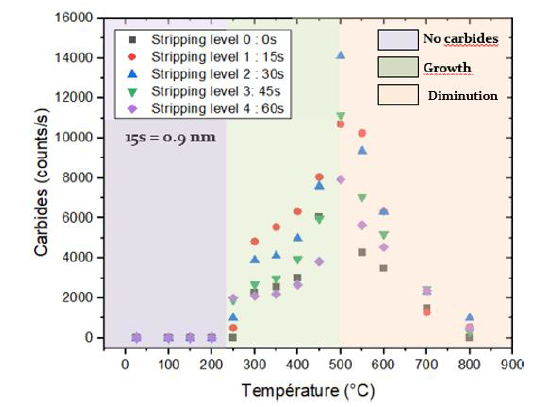 16000
14000
12000
10000
8000
6000
4000
2000
0
Carbides (counts/s)
Stripping level 0 : 0s
Stripping level 1 : 15s
Stripping level 2 : 30s
Stripping level 3: 45s
Stripping level 4 : 60s
15s = 0.9 nm
No carbides
Growth
Diminution
0 100 200 300 400 500 600 700 800 900
Température (°C)